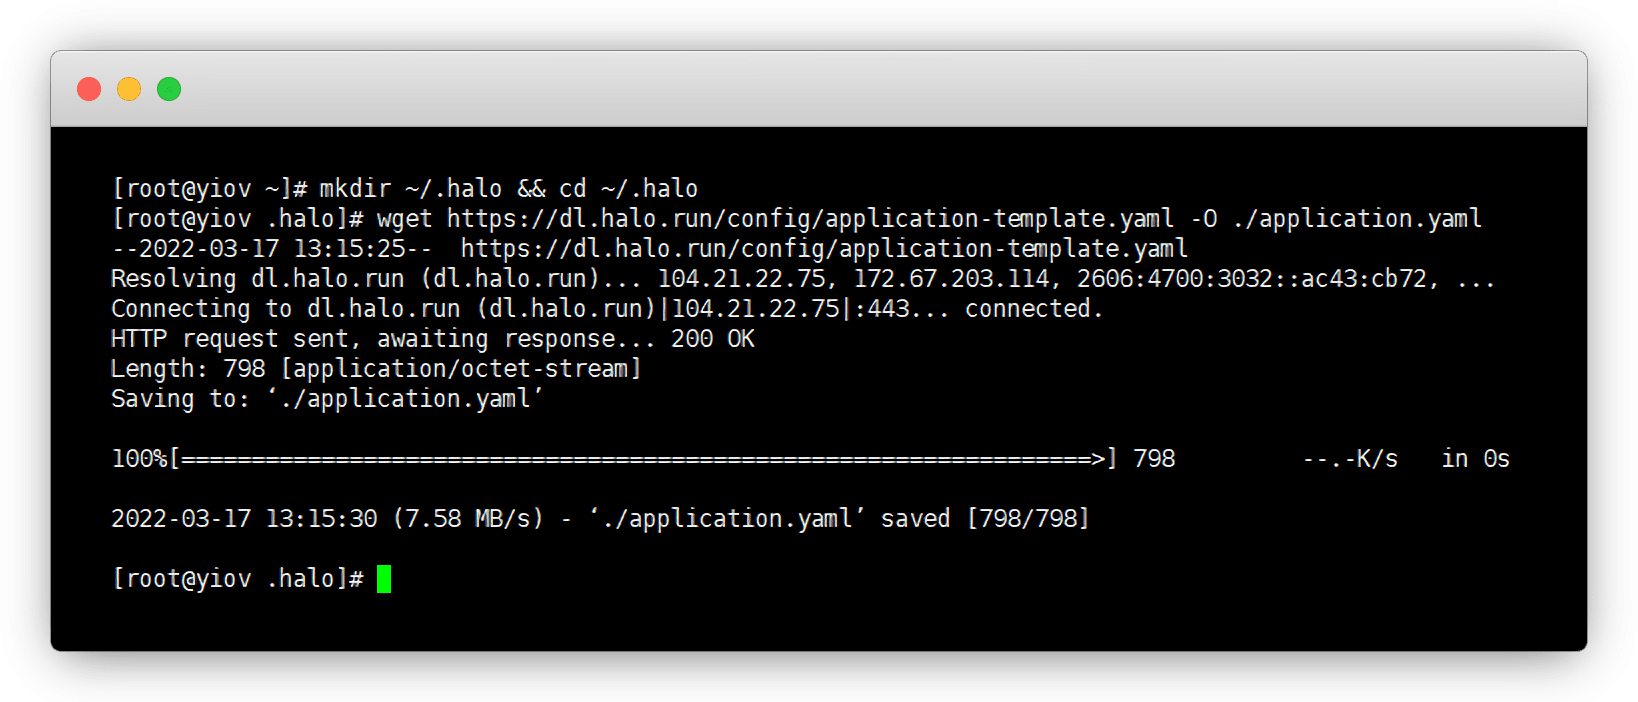 [root@yiov ~]# mkdir ~/.halo && cd ~/.halo
[root@yiov .halo]# wget https://dl.halo.run/config/application-template.yaml -O ./application.yaml
--2022-03-17 13:15:25--  https://dl.halo.run/config/application-template.yaml
Resolving dl.halo.run (dl.halo.run)... 104.21.22.75, 172.67.203.114, 2606:4700:3032::ac43:cb72, ...
Connecting to dl.halo.run (dl.halo.run)|104.21.22.75|:443... connected.
HTTP request sent, awaiting response... 200 OK
Length: 798 [application/octet-stream]
Saving to: ‘./application.yaml’
100%[=================================================================>] 798         --.-K/s   in 0s
2022-03-17 13:15:30 (7.58 MB/s) - ‘./application.yaml’ saved [798/798]
[root@yiov .halo]#